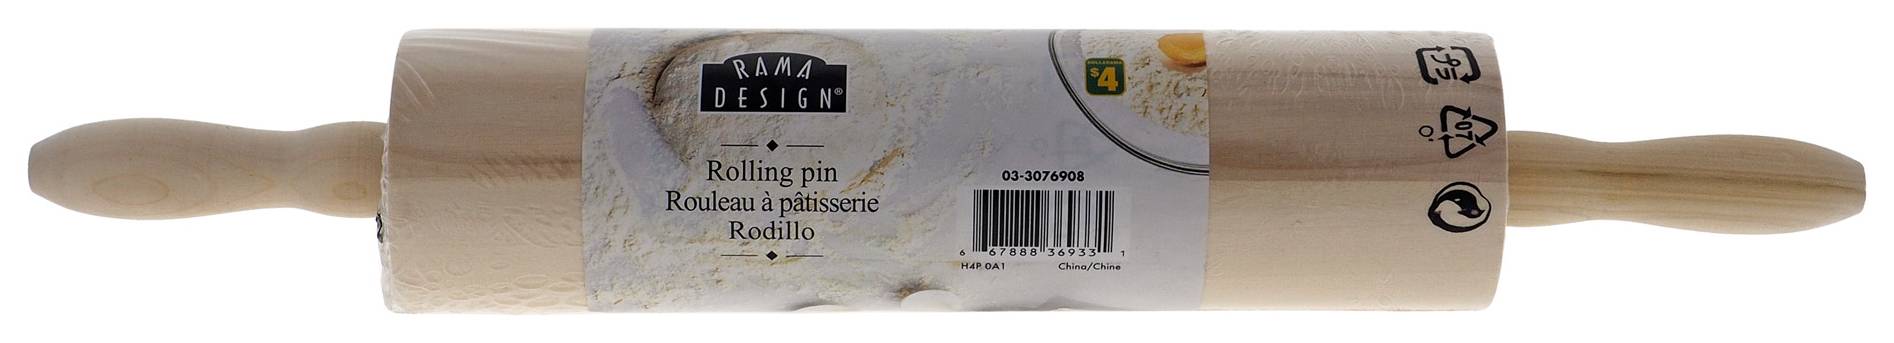 RAMA
DESIGN®
Rolling pin
Rouleau à pâtisserie
Rodillo
DOLLARAMA
$4
03-3076908
6 67888 36933 1
H4P 0A1 China/Chine
07